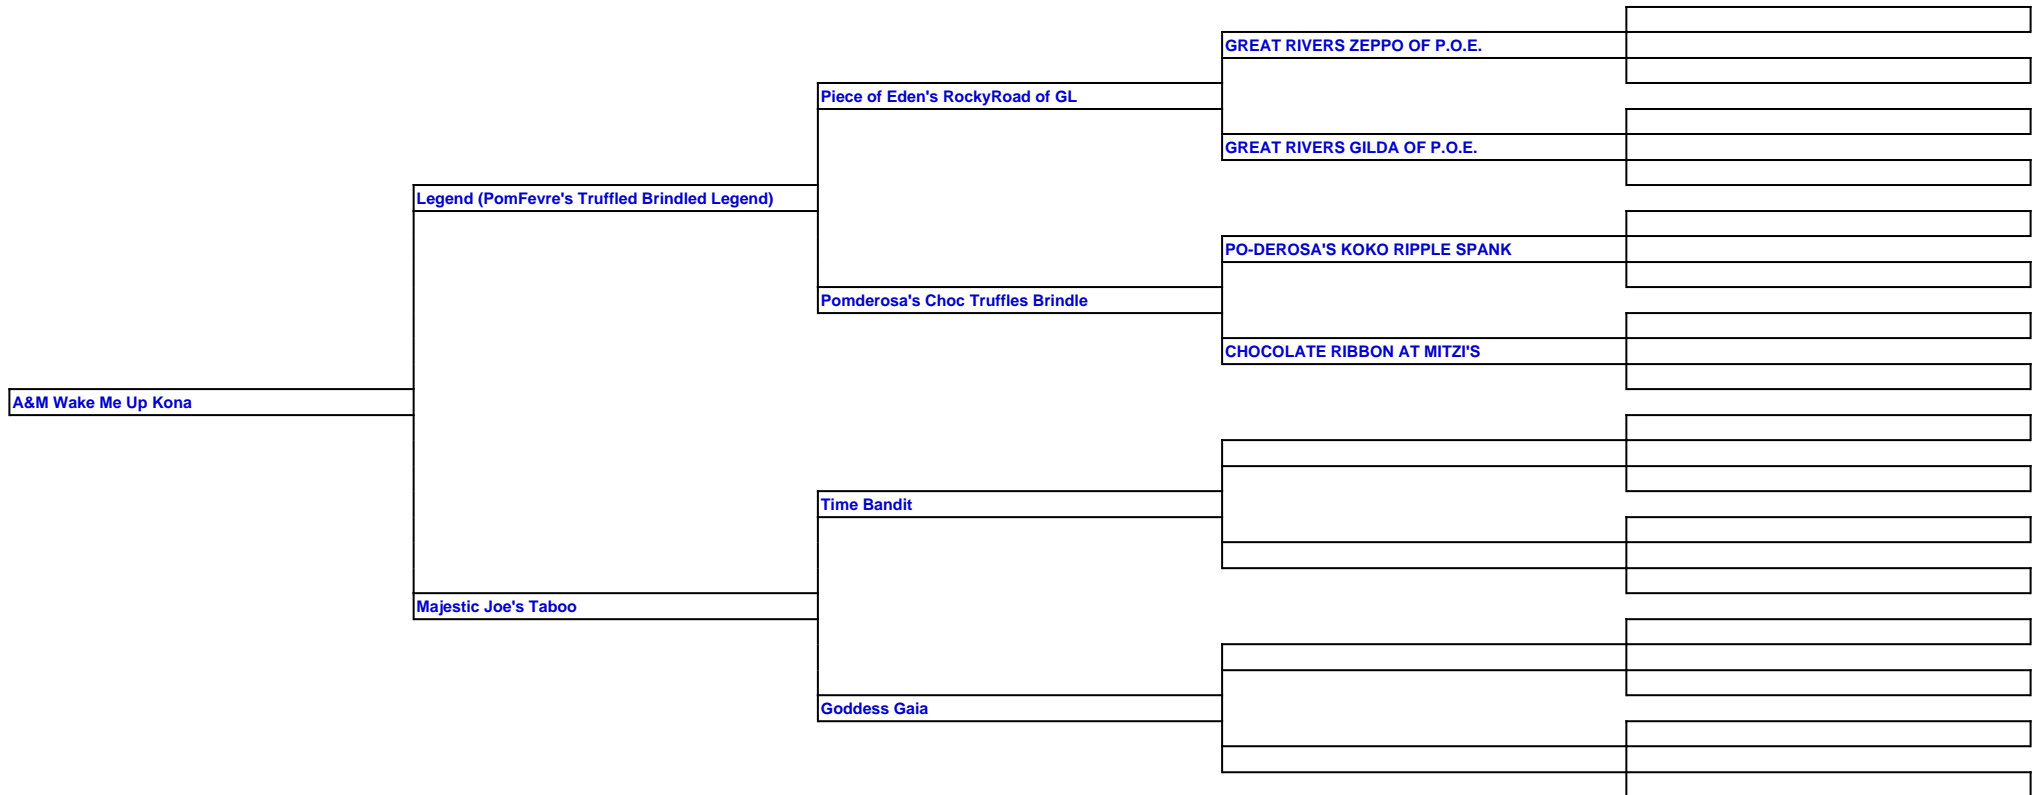 GREAT RIVERS ZEPPO OF P.O.E.
Piece of Eden's RockyRoad of GL
GREAT RIVERS GILDA OF P.O.E.
Legend (PomFevre's Truffled Brindled Legend)
PO-DEROSA'S KOKO RIPPLE SPANK
Pomderosa's Choc Truffles Brindle
CHOCOLATE RIBBON AT MITZI'S
A&M Wake Me Up Kona
Time Bandit
Majestic Joe's Taboo
Goddess Gaia